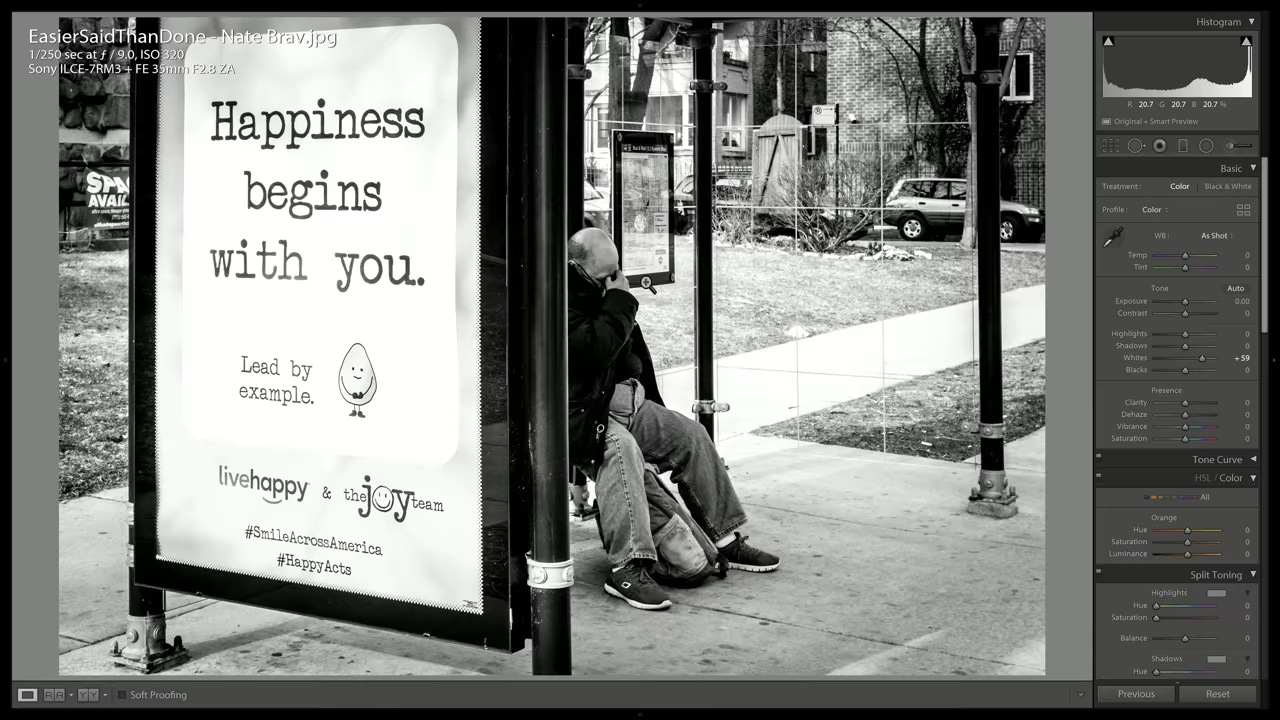 EasierSaidThanDone - Nate Brav.jpg
1/250 sec at ƒ / 9.0, ISO 320
Sony ILCE-7RM3 + FE 35mm F2.8 ZA
SPA
AVAIL
Happiness
begins
with you.
Lead by
example.
livehappy & thejoyteam
#SmileAcrossAmerica
#HappyActs
Soft Proofing
Histogram
R 20.7 G 20.7 B 20.7 %
Original + Smart Preview
Basic
Treatment : Color | Black & White
Profile : Color
WB : As Shot
Temp 0
Tint 0
Tone Auto
Exposure 0.00
Contrast 0
Highlights 0
Shadows 0
Whites + 59
Blacks 0
Presence
Clarity 0
Dehaze 0
Vibrance 0
Saturation 0
Tone Curve
HSL / Color
All
Orange
Hue 0
Saturation 0
Luminance 0
Split Toning
Highlights
Hue 0
Saturation 0
Balance 0
Shadows
Hue 0
Previous Reset